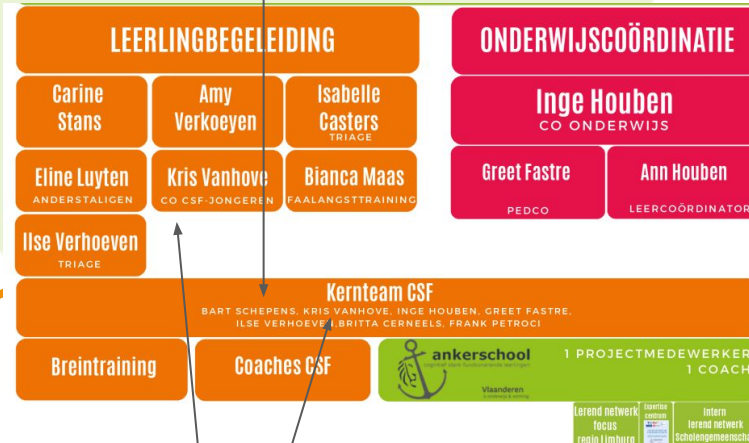 LEERLINGBEGELEIDING
ONDERWIJSCOÖRDINATIE
Carine
Stans
Amy
Verkoeyen
Isabelle
Casters
TRIAGE
Inge Houben
CO ONDERWIJS
Eline Luyten
ANDERSTALIGEN
Kris Vanhove
CO CSF-JONGEREN
Bianca Maas
FAALANGSTTRAINING
Greet Fastre
PEDCO
Ann Houben
LEERCOÖRDINATOR
Ilse Verhoeven
TRIAGE
Kernteam CSF
BART SCHEPENS, KRIS VANHOVE, INGE HOUBEN, GREET FASTRE,
ILSE VERHOEVEN,BRITTA CERNEELS, FRANK PETROCI
Breintraining
Coaches CSF
ankerschool
Vlaanderen
1 PROJECTMEDEWERKER
1 COACH
Lerend netwerk
focus
regio Limburg
Expertise
centrum
Intern
lerend netwerk
Scholengemeenscha